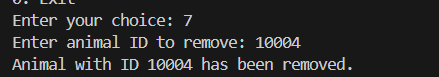 0. Exit
Enter your choice: 7
Enter animal ID to remove: 10004
Animal with ID 10004 has been removed.